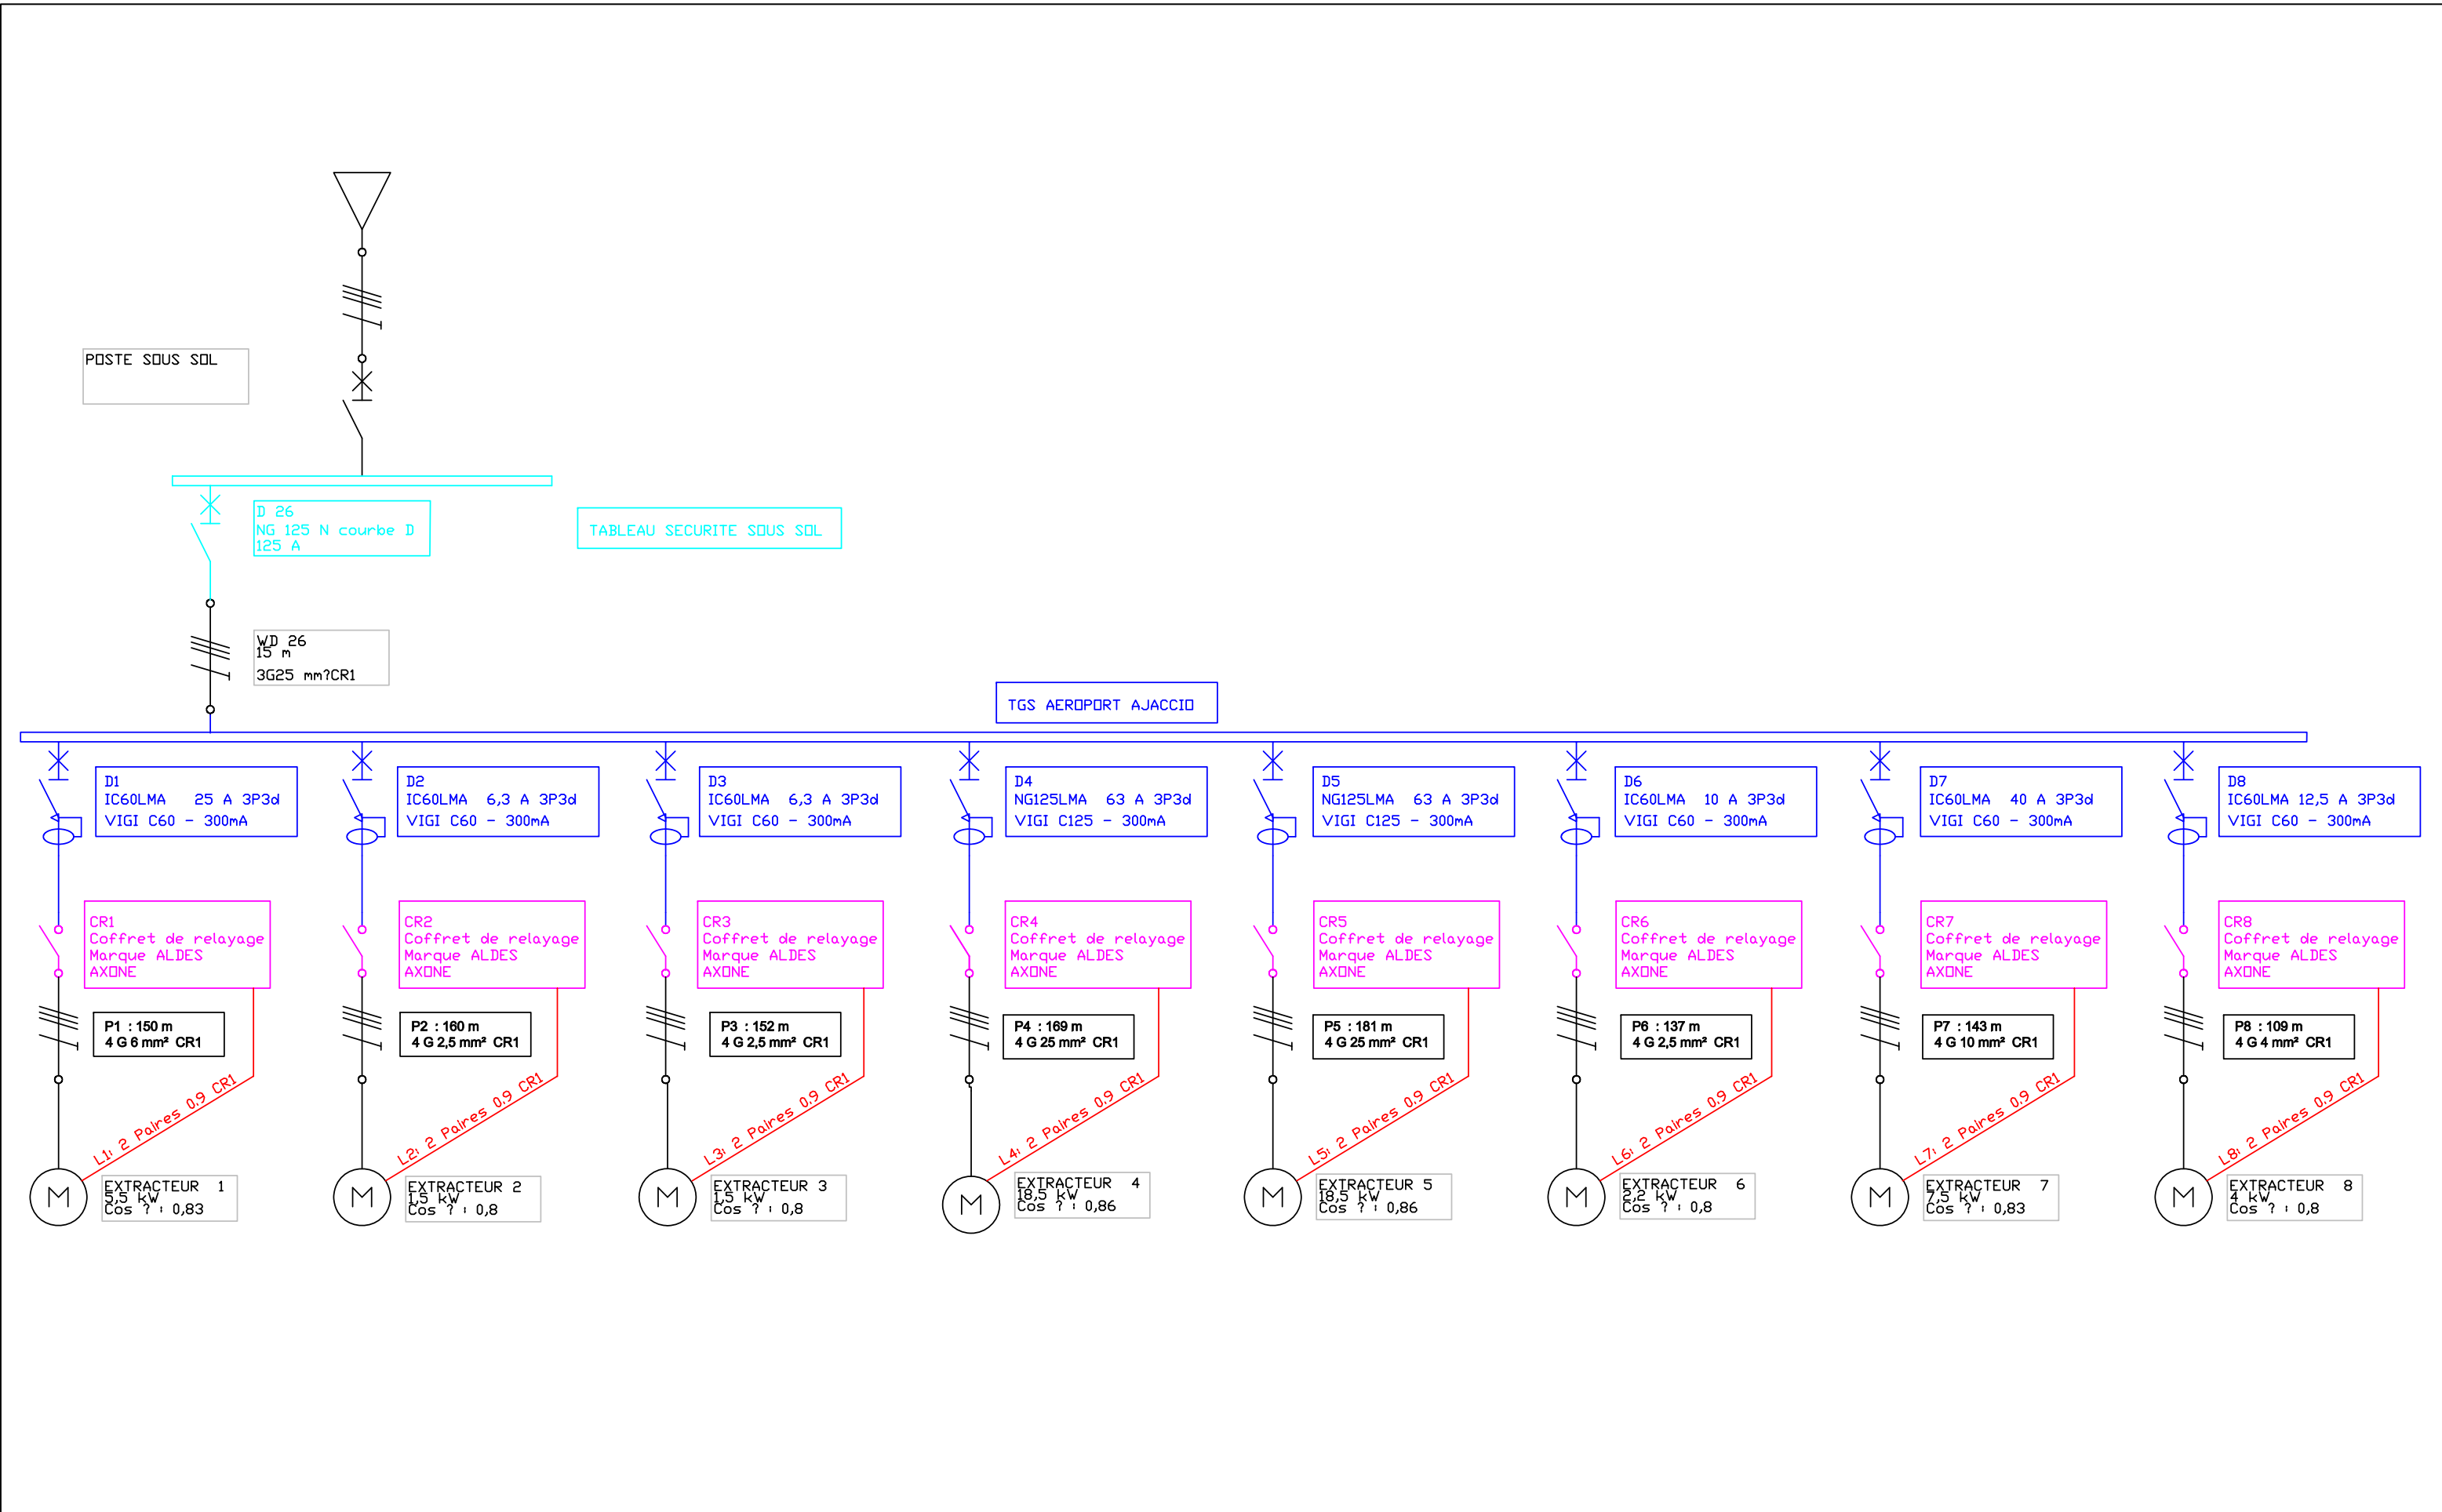 POSTE SOUS SOL
D 26
NG 125 N courbe D
125 A
TABLEAU SECURITE SOUS SOL
WD 26
15 m
3G25 mm?CR1
TGS AEROPORT AJACCIO
D1
IC60LMA 25 A 3P3d
VIGI C60 - 300mA
D2
IC60LMA 6,3 A 3P3d
VIGI C60 - 300mA
D3
IC60LMA 6,3 A 3P3d
VIGI C60 - 300mA
D4
NG125LMA 63 A 3P3d
VIGI C125 - 300mA
D5
NG125LMA 63 A 3P3d
VIGI C125 - 300mA
D6
IC60LMA 10 A 3P3d
VIGI C60 - 300mA
D7
IC60LMA 40 A 3P3d
VIGI C60 - 300mA
D8
IC60LMA 12,5 A 3P3d
VIGI C60 - 300mA
CR1
Coffret de relayage
Marque ALDES
AXONE
CR2
Coffret de relayage
Marque ALDES
AXONE
CR3
Coffret de relayage
Marque ALDES
AXONE
CR4
Coffret de relayage
Marque ALDES
AXONE
CR5
Coffret de relayage
Marque ALDES
AXONE
CR6
Coffret de relayage
Marque ALDES
AXONE
CR7
Coffret de relayage
Marque ALDES
AXONE
CR8
Coffret de relayage
Marque ALDES
AXONE
P1 : 150 m
4 G 6 mm² CR1
P2 : 160 m
4 G 2,5 mm² CR1
P3 : 152 m
4 G 2,5 mm² CR1
P4 : 169 m
4 G 25 mm² CR1
P5 : 181 m
4 G 25 mm² CR1
P6 : 137 m
4 G 2,5 mm² CR1
P7 : 143 m
4 G 10 mm² CR1
P8 : 109 m
4 G 4 mm² CR1
L1: 2 Paires 0.9 CR1
L2: 2 Paires 0.9 CR1
L3: 2 Paires 0.9 CR1
L4: 2 Paires 0.9 CR1
L5: 2 Paires 0.9 CR1
L6: 2 Paires 0.9 CR1
L7: 2 Paires 0.9 CR1
L8: 2 Paires 0.9 CR1
M
EXTRACTEUR 1
5,5 kW
Cos ? : 0,83
M
EXTRACTEUR 2
1,5 kW
Cos ? : 0,8
M
EXTRACTEUR 3
1,5 kW
Cos ? : 0,8
M
EXTRACTEUR 4
18,5 kW
Cos ? : 0,86
M
EXTRACTEUR 5
18,5 kW
Cos ? : 0,86
M
EXTRACTEUR 6
2,2 kW
Cos ? : 0,8
M
EXTRACTEUR 7
7,5 kW
Cos ? : 0,83
M
EXTRACTEUR 8
4 kW
Cos ? : 0,8